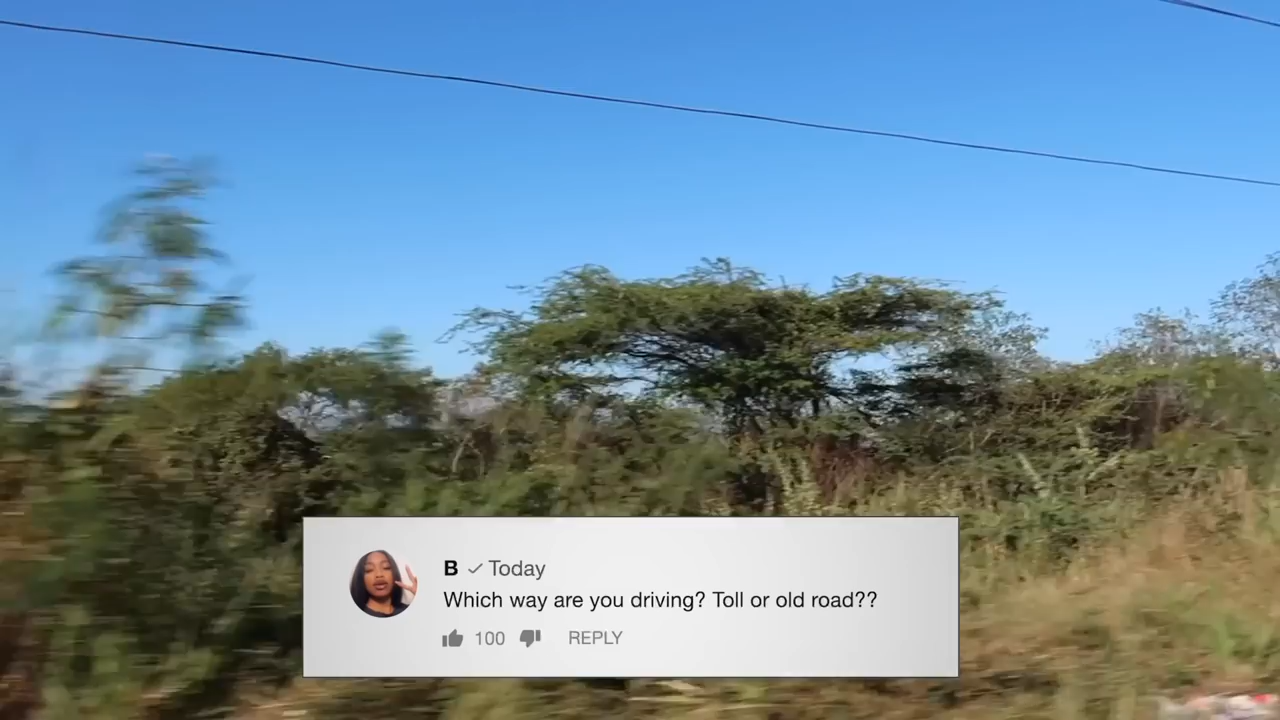 B ✓ Today
Which way are you driving? Toll or old road??
100 REPLY